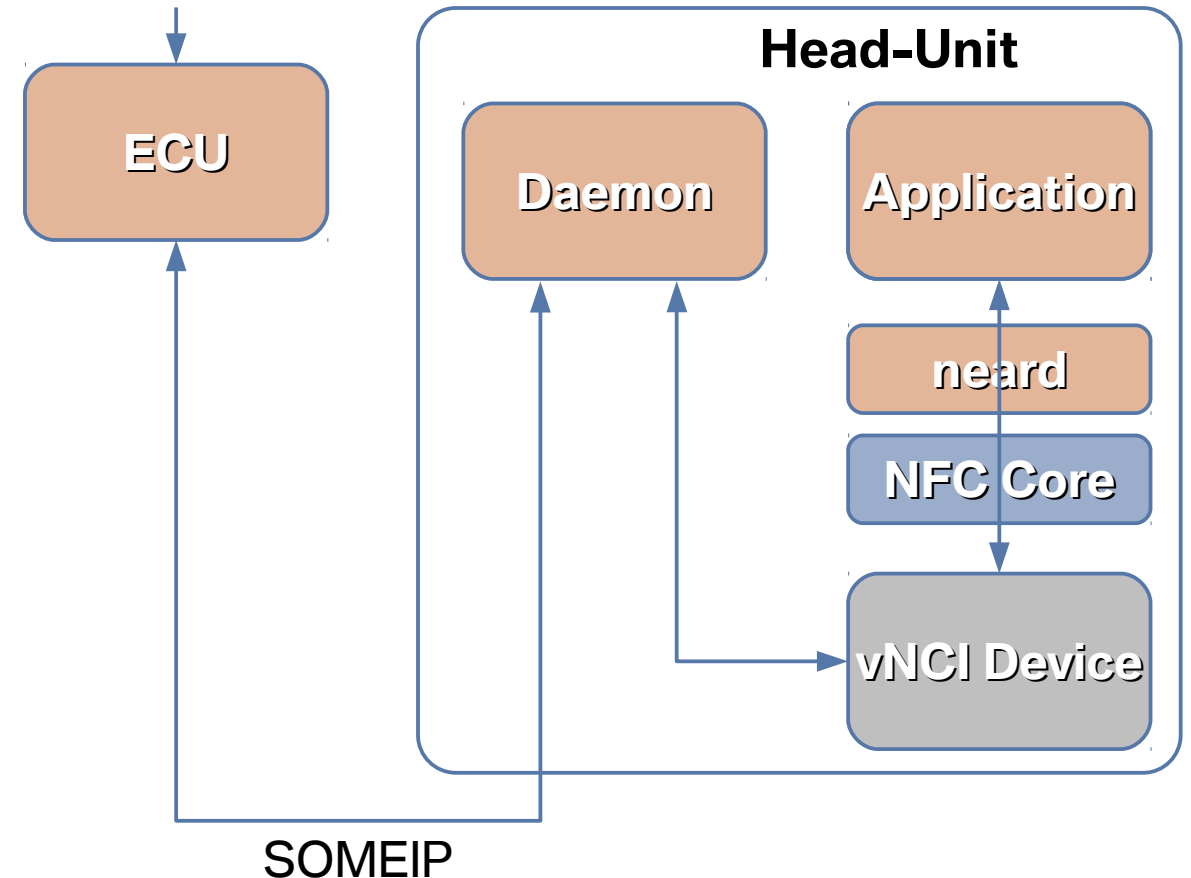 Head-Unit
ECU
Daemon
Application
neard
NFC Core
vNCI Device
SOMEIP